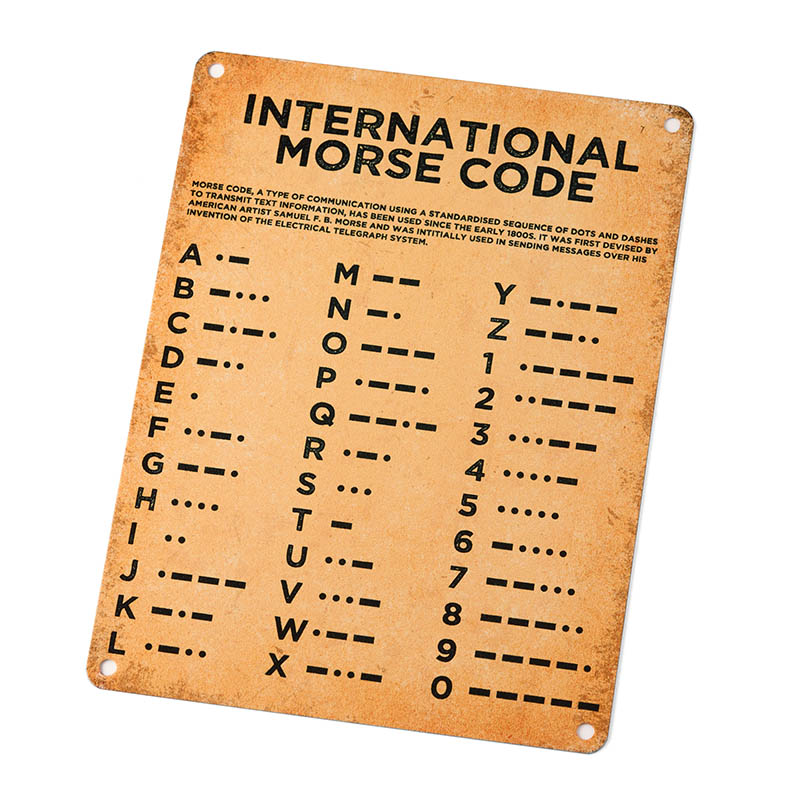 INTERNATIONAL
MORSE CODE
MORSE CODE, A TYPE OF COMMUNICATION USING A STANDARDISED SEQUENCE OF DOTS AND DASHES
TO TRANSMIT TEXT INFORMATION, HAS BEEN USED SINCE THE EARLY 1800S. IT WAS FIRST DEVISED BY
AMERICAN ARTIST SAMUEL F. B. MORSE AND WAS INTITIALLY USED IN SENDING MESSAGES OVER HIS
INVENTION OF THE ELECTRICAL TELEGRAPH SYSTEM.
A •—
B —•••
C —•—•
D —••
E •
F ••—•
G ——•
H ••••
I ••
J •———
K —•—
L •—••
M ——
N —•
O ———
P •——•
Q ——•—
R •—•
S •••
T —
U ••—
V •••—
W •——
X —••—
Y —•——
Z ——••
1 •————
2 ••———
3 •••——
4 ••••—
5 •••••
6 —••••
7 ——•••
8 ———••
9 ————•
0 —————